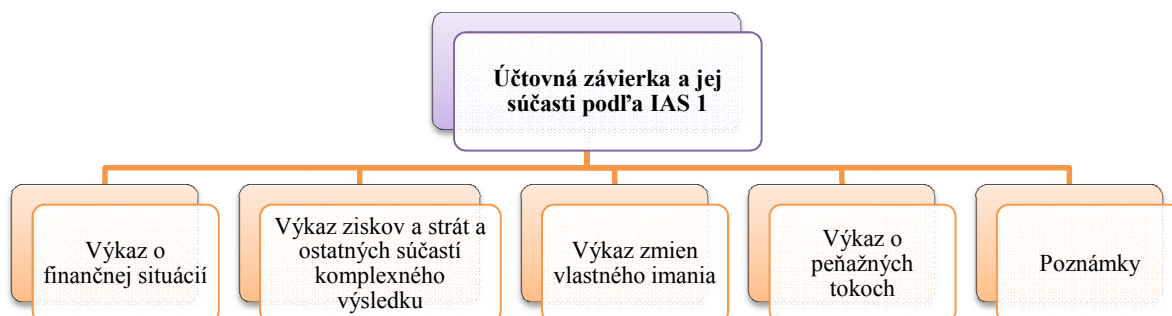 Účtovná závierka a jej
súčasti podľa IAS 1
Výkaz o
finančnej situácií
Výkaz ziskov a strát a
ostatných súčastí
komplexného
výsledku
Výkaz zmien
vlastného imania
Výkaz o
peňažných
tokoch
Poznámky